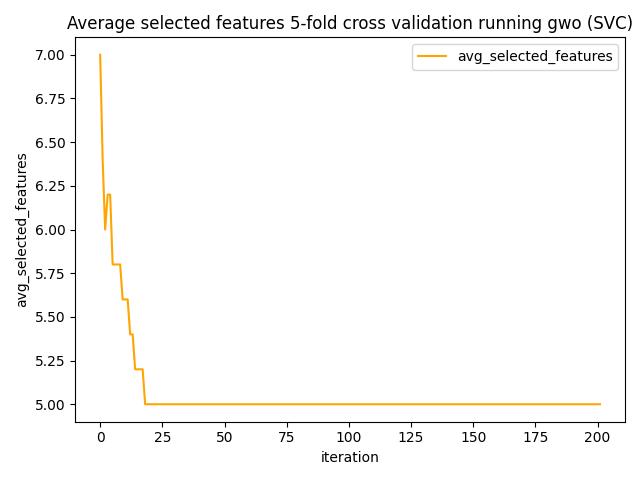 Average selected features 5-fold cross validation running gwo (SVC)
avg_selected_features
7.00
6.75
6.50
6.25
6.00
5.75
5.50
5.25
5.00
avg_selected_features
0 25 50 75 100 125 150 175 200
iteration